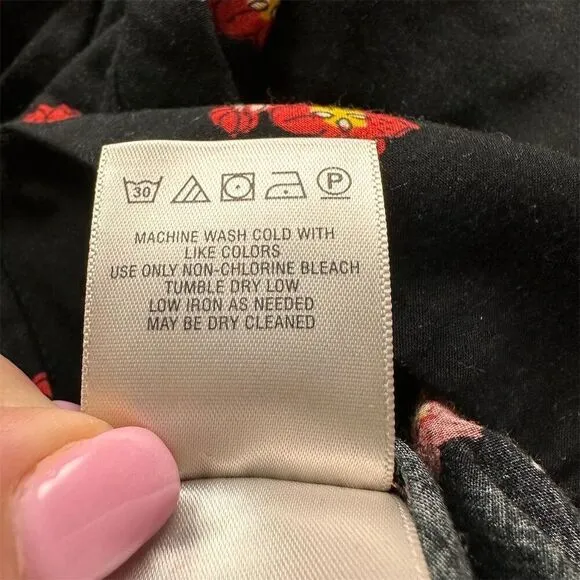 30 P
MACHINE WASH COLD WITH
LIKE COLORS
USE ONLY NON-CHLORINE BLEACH
TUMBLE DRY LOW
LOW IRON AS NEEDED
MAY BE DRY CLEANED